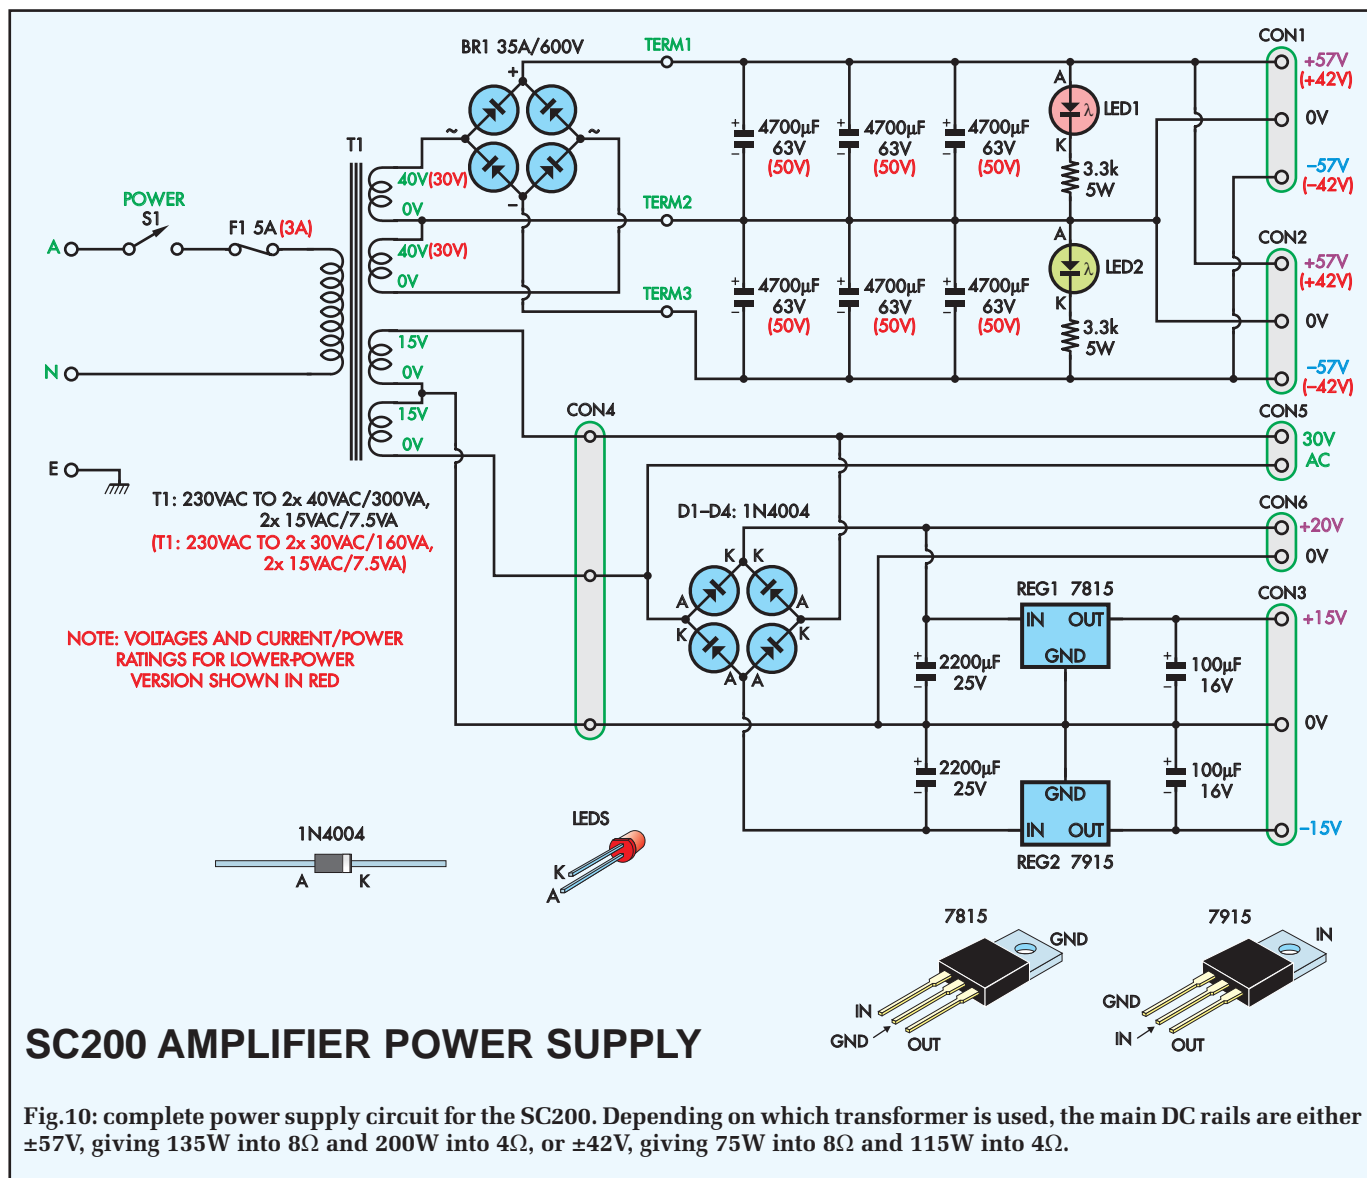 BR1 35A/600V
TERM1
CON1
+57V
(+42V)
0V
–57V
(–42V)
+
~
~
–
T1
40V(30V)
0V
40V(30V)
0V
POWER
S1
F1 5A(3A)
A
N
E
TERM2
TERM3
+
–
4700µF
63V
(50V)
+
–
4700µF
63V
(50V)
+
–
4700µF
63V
(50V)
A
λ
LED1
K
3.3k
5W
+
–
4700µF
63V
(50V)
+
–
4700µF
63V
(50V)
+
–
4700µF
63V
(50V)
A
λ
LED2
K
3.3k
5W
CON2
+57V
(+42V)
0V
–57V
(–42V)
15V
0V
15V
0V
CON4
CON5
30V
AC
T1: 230VAC TO 2x 40VAC/300VA,
2x 15VAC/7.5VA
(T1: 230VAC TO 2x 30VAC/160VA,
2x 15VAC/7.5VA)
D1–D4: 1N4004
K
K
A
A
K
K
A
A
CON6
+20V
0V
NOTE: VOLTAGES AND CURRENT/POWER
RATINGS FOR LOWER-POWER
VERSION SHOWN IN RED
REG1 7815
IN
OUT
GND
+
–
2200µF
25V
+
–
100µF
16V
CON3
+15V
0V
–15V
+
–
2200µF
25V
GND
IN
OUT
REG2 7915
+
–
100µF
16V
1N4004
A
K
LEDS
K
A
7815
GND
IN
GND
OUT
7915
IN
GND
IN
OUT
SC200 AMPLIFIER POWER SUPPLY
Fig.10: complete power supply circuit for the SC200. Depending on which transformer is used, the main DC rails are either
±57V, giving 135W into 8Ω and 200W into 4Ω, or ±42V, giving 75W into 8Ω and 115W into 4Ω.